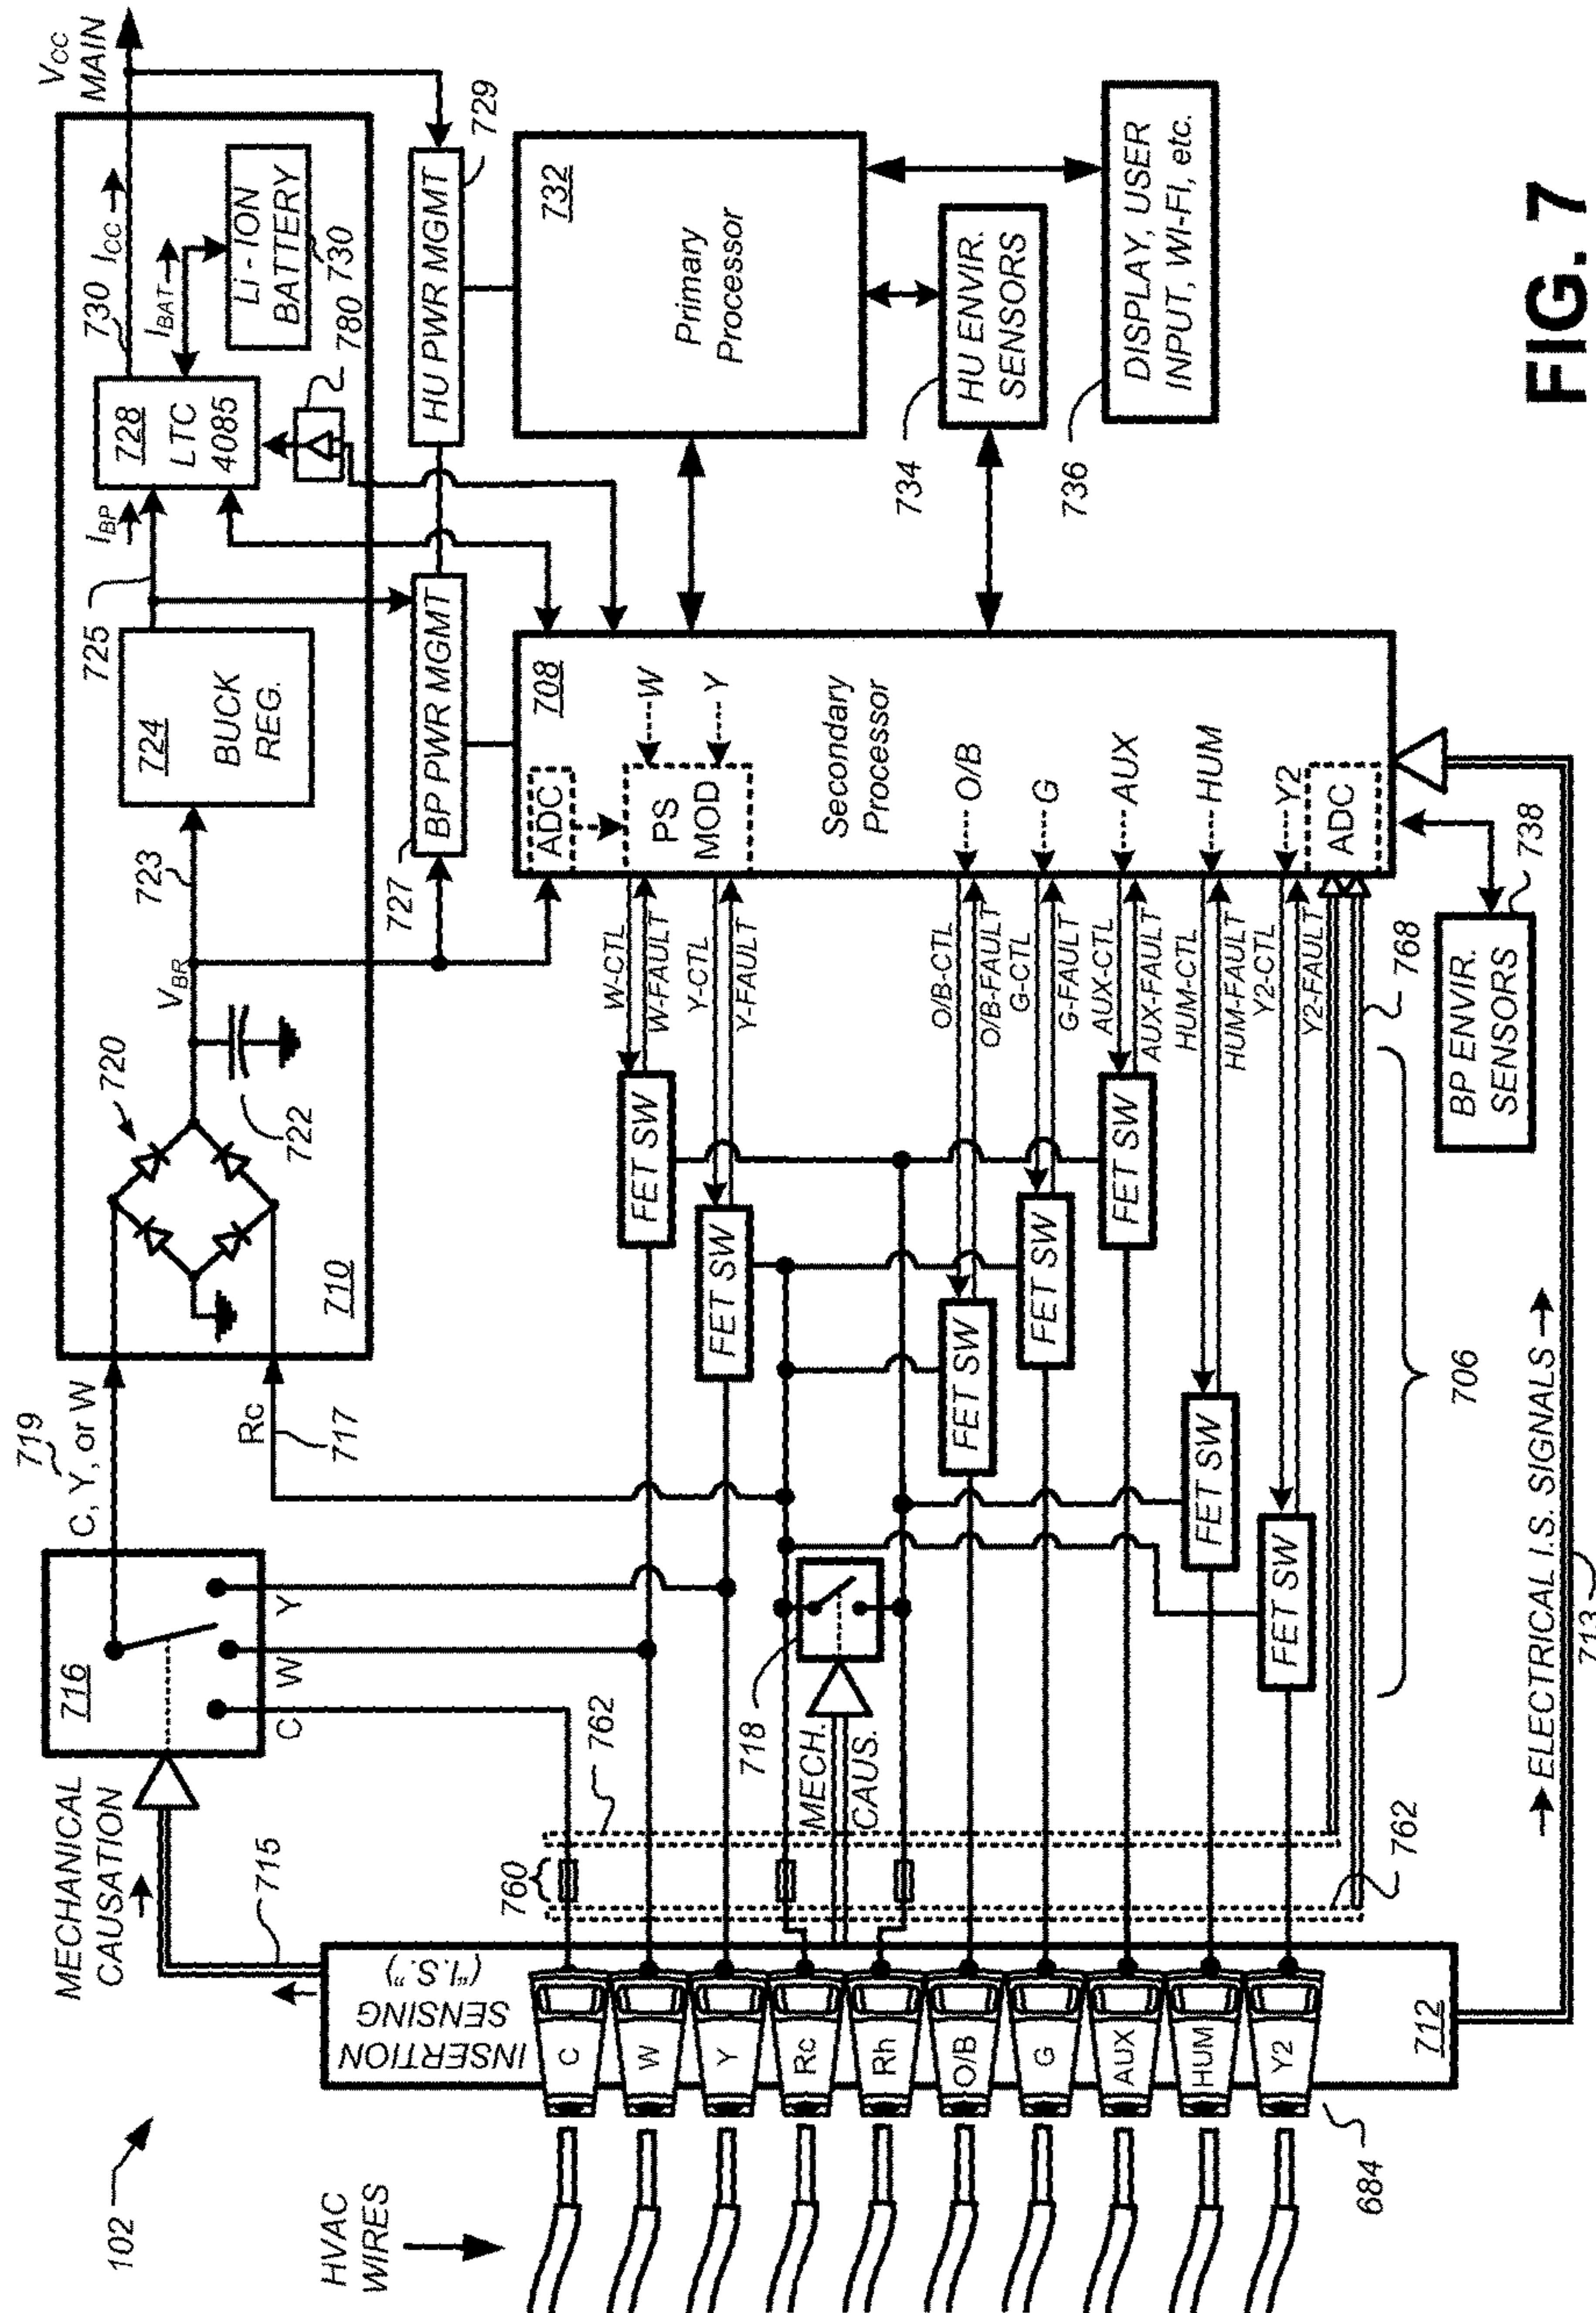 102
HVAC
WIRES
684
C
W
Y
Rc
Rh
O/B
G
AUX
HUM
Y2
INSERTION
SENSING
("I.S.")
712
MECHANICAL
CAUSATION
715
716
C
W
Y
719
C, Y, or W
Rc
717
760
762
762
718
MECH.
CAUS.
710
720
722
VBR
723
724
BUCK
REG.
725
IBP
728
LTC
4085
730
ICC
IBAT
Li - ION
BATTERY
730
780
VCC
MAIN
727
BP PWR MGMT
HU PWR MGMT
729
FET SW
FET SW
FET SW
FET SW
FET SW
FET SW
FET SW
W-CTL
W-FAULT
Y-CTL
Y-FAULT
O/B-CTL
O/B-FAULT
G-CTL
G-FAULT
AUX-CTL
AUX-FAULT
HUM-CTL
HUM-FAULT
Y2-CTL
Y2-FAULT
768
706
ADC
PS
MOD
W
Y
708
Secondary
Processor
O/B
G
AUX
HUM
Y2
ADC
732
Primary
Processor
734
HU ENVIR.
SENSORS
736
DISPLAY, USER
INPUT, WI-FI, etc.
BP ENVIR.
SENSORS
738
ELECTRICAL I.S. SIGNALS
713
FIG. 7